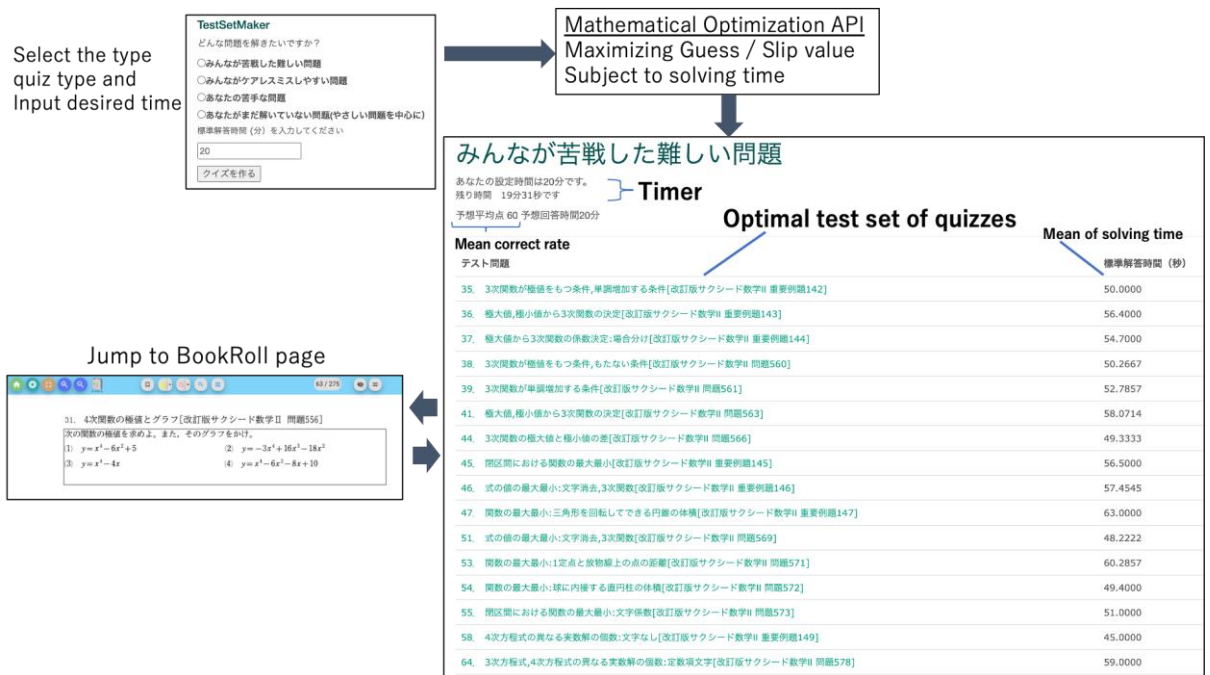 Select the type
quiz type and
Input desired time
TestSetMaker
どんな問題を解きたいですか？
○みんなが苦戦した難しい問題
○みんながケアレスミスしやすい問題
○あなたの苦手な問題
○あなたがまだ解いていない問題(やさしい問題を中心に)
標準解答時間 (分) を入力してください
20
クイズを作る
Mathematical Optimization API
Maximizing Guess / Slip value
Subject to solving time
みんなが苦戦した難しい問題
あなたの設定時間は20分です。
残り時間　19分31秒です
Timer
予想平均点 60 予想回答時間20分
Mean correct rate
Optimal test set of quizzes
Mean of solving time
テスト問題 標準解答時間（秒）
35. 3次関数が極値をもつ条件,単調増加する条件[改訂版サクシード数学II 重要例題142] 50.0000
36. 極大値,極小値から3次関数の決定[改訂版サクシード数学II 重要例題143] 56.4000
37. 極大値から3次関数の係数決定:場合分け[改訂版サクシード数学II 重要例題144] 54.7000
38. 3次関数が極値をもつ条件,もたない条件[改訂版サクシード数学II 問題560] 50.2667
39. 3次関数が単調増加する条件[改訂版サクシード数学II 問題561] 52.7857
41. 極大値,極小値から3次関数の決定[改訂版サクシード数学II 問題563] 58.0714
44. 3次関数の極大値と極小値の差[改訂版サクシード数学II 問題566] 49.3333
45. 閉区間における関数の最大最小[改訂版サクシード数学II 重要例題145] 56.5000
46. 式の値の最大最小:文字消去,3次関数[改訂版サクシード数学II 重要例題146] 57.4545
47. 関数の最大最小:三角形を回転してできる円錐の体積[改訂版サクシード数学II 重要例題147] 63.0000
51. 式の値の最大最小:文字消去,3次関数[改訂版サクシード数学II 問題569] 48.2222
53. 関数の最大最小:1定点と放物線上の点の距離[改訂版サクシード数学II 問題571] 60.2857
54. 関数の最大最小:球に内接する直円柱の体積[改訂版サクシード数学II 問題572] 49.4000
55. 閉区間における関数の最大最小:文字係数[改訂版サクシード数学II 問題573] 51.0000
58. 4次方程式の異なる実数解の個数:文字なし[改訂版サクシード数学II 重要例題149] 45.0000
64. 3次方程式,4次方程式の異なる実数解の個数:定数項文字[改訂版サクシード数学II 問題578] 59.0000
Jump to BookRoll page
63 / 275
31. 4次関数の極値とグラフ[改訂版サクシード数学Ⅱ 問題556]
次の関数の極値を求めよ。また，そのグラフをかけ。
(1) y=x⁴−6x²+5 (2) y=−3x⁴+16x³−18x²
(3) y=x⁴−4x (4) y=x⁴−6x²−8x+10